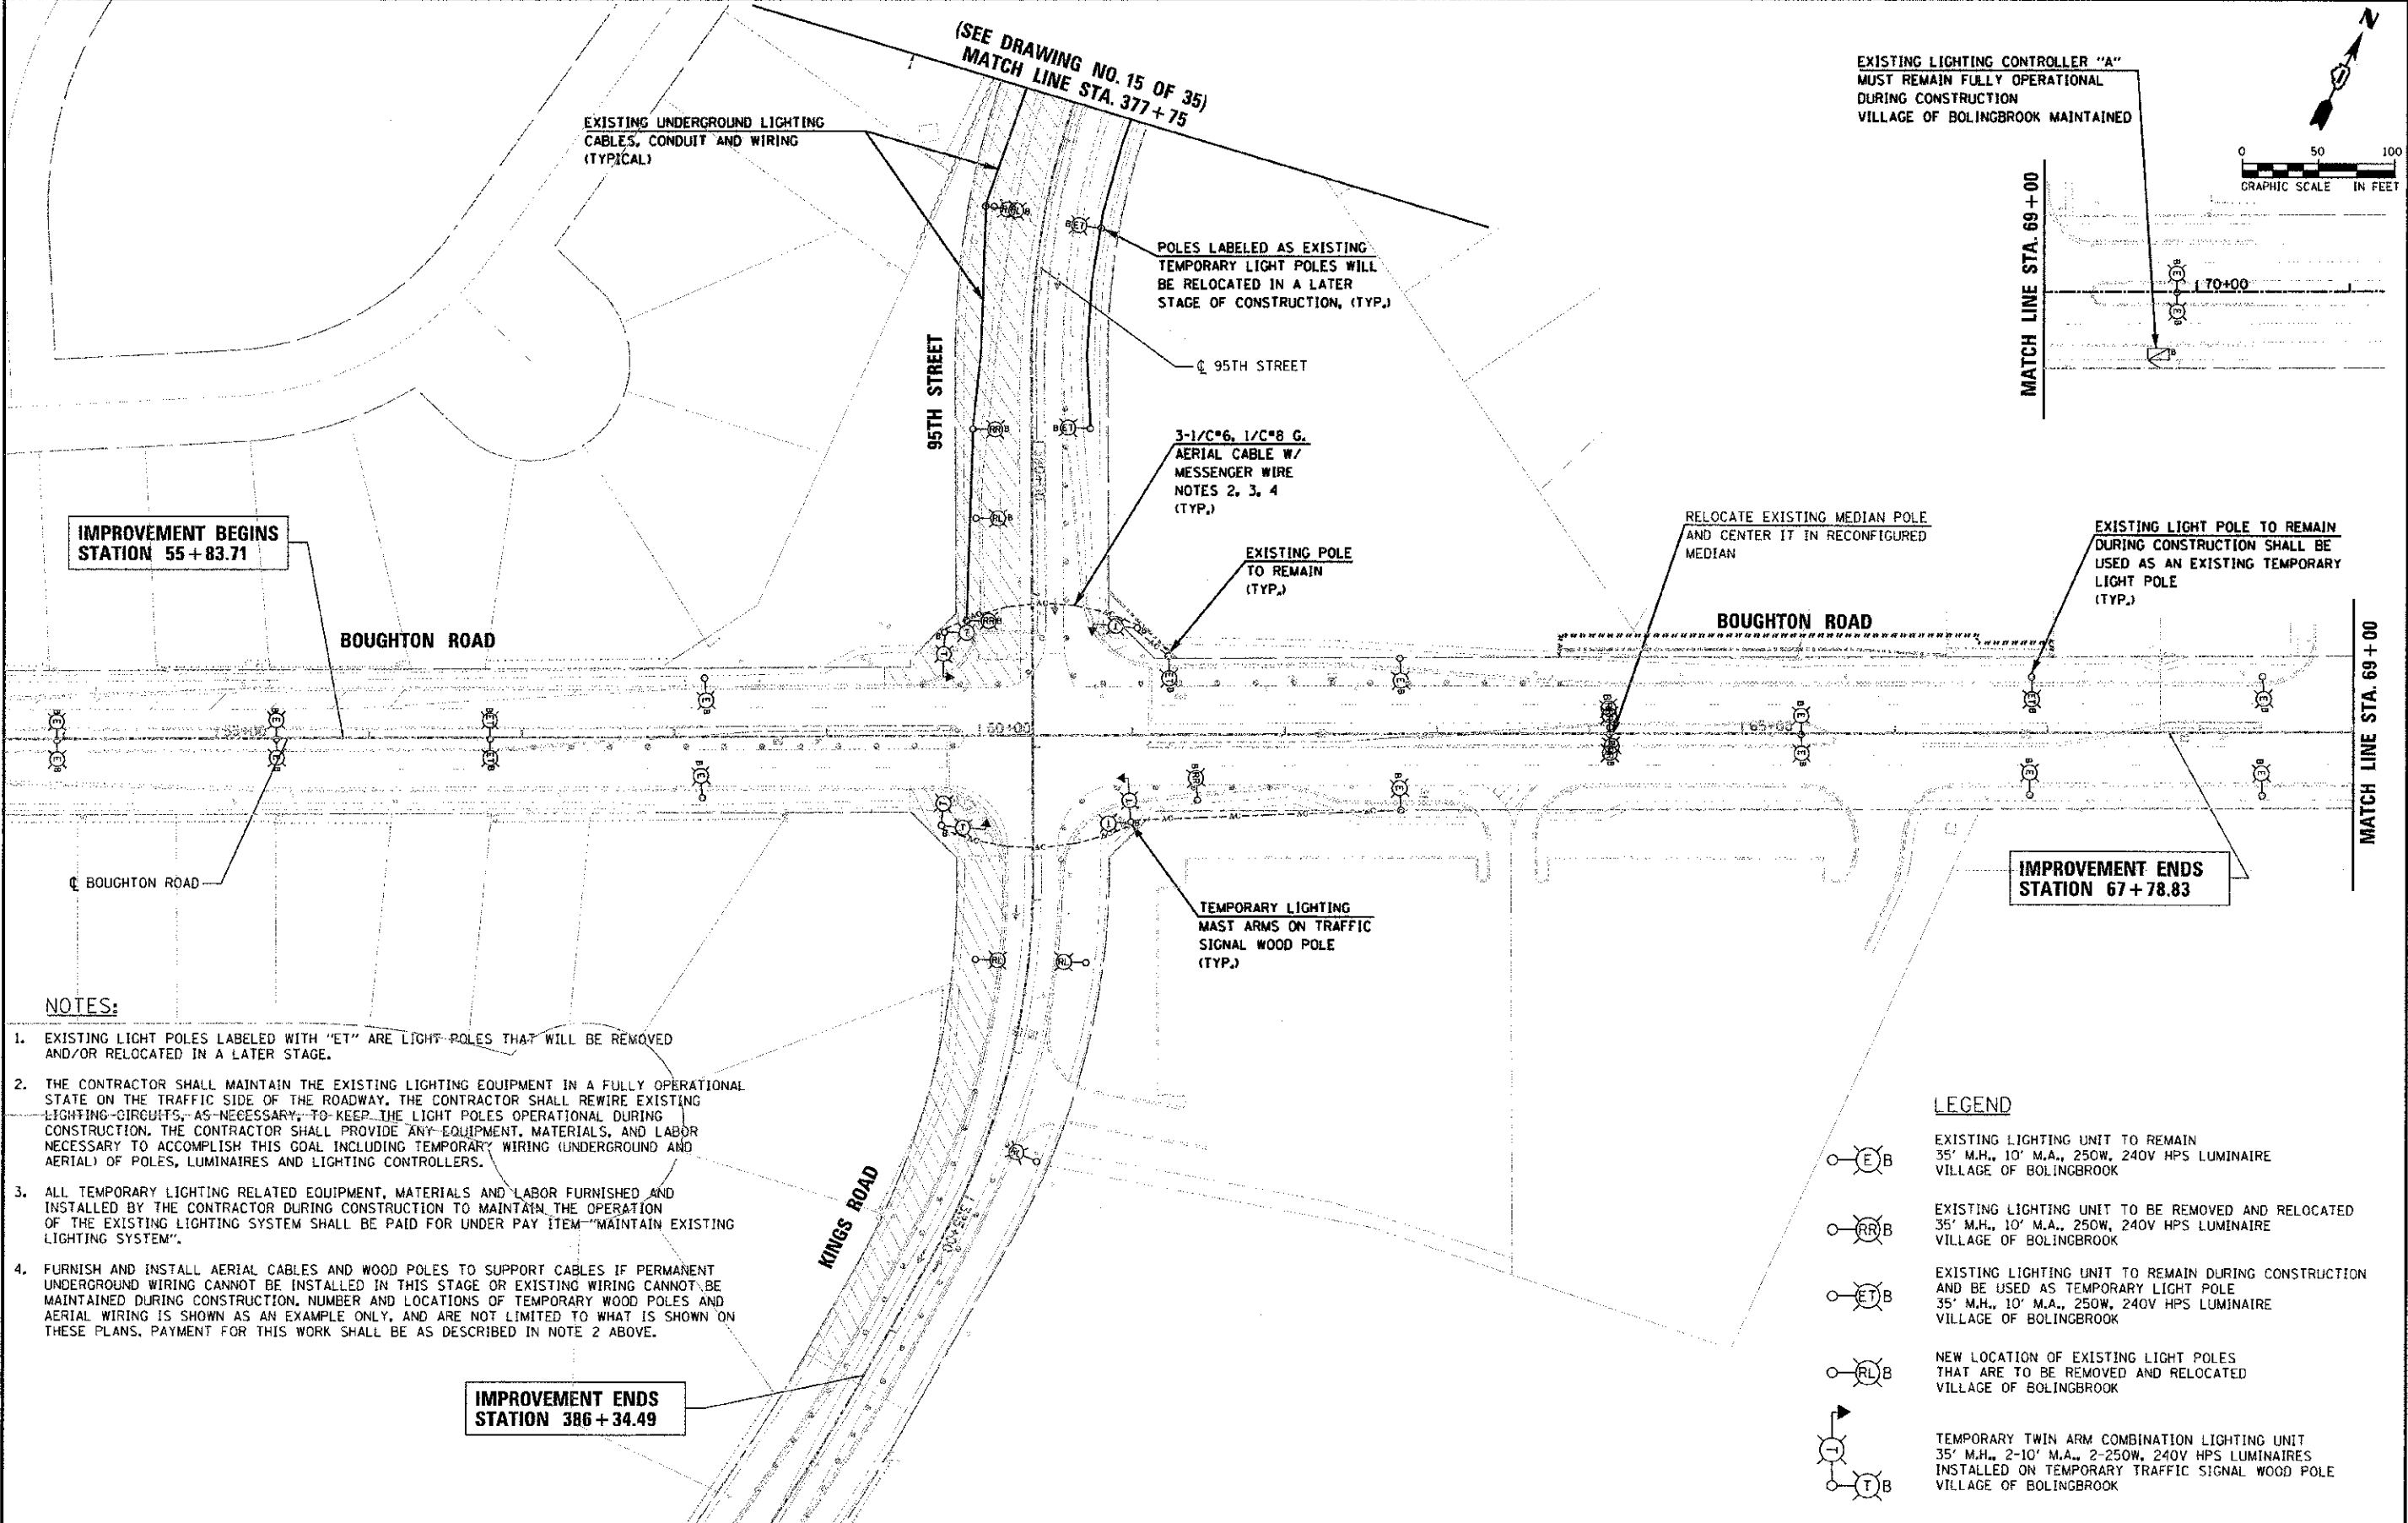 (SEE DRAWING NO. 15 OF 35)
MATCH LINE STA. 377+75
N
EXISTING LIGHTING CONTROLLER "A"
MUST REMAIN FULLY OPERATIONAL
DURING CONSTRUCTION
VILLAGE OF BOLINGBROOK MAINTAINED
0 50 100
GRAPHIC SCALE IN FEET
MATCH LINE STA. 69+00
70+00
EXISTING UNDERGROUND LIGHTING
CABLES, CONDUIT AND WIRING
(TYPICAL)
POLES LABELED AS EXISTING
TEMPORARY LIGHT POLES WILL
BE RELOCATED IN A LATER
STAGE OF CONSTRUCTION, (TYP.)
95TH STREET
℄ 95TH STREET
3-1/C#6, 1/C#8 G.
AERIAL CABLE W/
MESSENGER WIRE
NOTES 2, 3, 4
(TYP.)
EXISTING POLE
TO REMAIN
(TYP.)
RELOCATE EXISTING MEDIAN POLE
AND CENTER IT IN RECONFIGURED
MEDIAN
EXISTING LIGHT POLE TO REMAIN
DURING CONSTRUCTION SHALL BE
USED AS AN EXISTING TEMPORARY
LIGHT POLE
(TYP.)
IMPROVEMENT BEGINS
STATION 55+83.71
BOUGHTON ROAD
BOUGHTON ROAD
55+00
60+00
65+00
MATCH LINE STA. 69+00
℄ BOUGHTON ROAD
TEMPORARY LIGHTING
MAST ARMS ON TRAFFIC
SIGNAL WOOD POLE
(TYP.)
IMPROVEMENT ENDS
STATION 67+78.83
KINGS ROAD
385+00
IMPROVEMENT ENDS
STATION 386+34.49
NOTES:
1. EXISTING LIGHT POLES LABELED WITH "ET" ARE LIGHT POLES THAT WILL BE REMOVED
AND/OR RELOCATED IN A LATER STAGE.
2. THE CONTRACTOR SHALL MAINTAIN THE EXISTING LIGHTING EQUIPMENT IN A FULLY OPERATIONAL
STATE ON THE TRAFFIC SIDE OF THE ROADWAY. THE CONTRACTOR SHALL REWIRE EXISTING
LIGHTING CIRCUITS, AS NECESSARY, TO KEEP THE LIGHT POLES OPERATIONAL DURING
CONSTRUCTION. THE CONTRACTOR SHALL PROVIDE ANY EQUIPMENT, MATERIALS, AND LABOR
NECESSARY TO ACCOMPLISH THIS GOAL INCLUDING TEMPORARY WIRING (UNDERGROUND AND
AERIAL) OF POLES, LUMINAIRES AND LIGHTING CONTROLLERS.
3. ALL TEMPORARY LIGHTING RELATED EQUIPMENT, MATERIALS AND LABOR FURNISHED AND
INSTALLED BY THE CONTRACTOR DURING CONSTRUCTION TO MAINTAIN THE OPERATION
OF THE EXISTING LIGHTING SYSTEM SHALL BE PAID FOR UNDER PAY ITEM "MAINTAIN EXISTING
LIGHTING SYSTEM".
4. FURNISH AND INSTALL AERIAL CABLES AND WOOD POLES TO SUPPORT CABLES IF PERMANENT
UNDERGROUND WIRING CANNOT BE INSTALLED IN THIS STAGE OR EXISTING WIRING CANNOT BE
MAINTAINED DURING CONSTRUCTION. NUMBER AND LOCATIONS OF TEMPORARY WOOD POLES AND
AERIAL WIRING IS SHOWN AS AN EXAMPLE ONLY, AND ARE NOT LIMITED TO WHAT IS SHOWN ON
THESE PLANS. PAYMENT FOR THIS WORK SHALL BE AS DESCRIBED IN NOTE 2 ABOVE.
LEGEND
E B
EXISTING LIGHTING UNIT TO REMAIN
35' M.H., 10' M.A., 250W, 240V HPS LUMINAIRE
VILLAGE OF BOLINGBROOK
RR B
EXISTING LIGHTING UNIT TO BE REMOVED AND RELOCATED
35' M.H., 10' M.A., 250W, 240V HPS LUMINAIRE
VILLAGE OF BOLINGBROOK
ET B
EXISTING LIGHTING UNIT TO REMAIN DURING CONSTRUCTION
AND BE USED AS TEMPORARY LIGHT POLE
35' M.H., 10' M.A., 250W, 240V HPS LUMINAIRE
VILLAGE OF BOLINGBROOK
RL B
NEW LOCATION OF EXISTING LIGHT POLES
THAT ARE TO BE REMOVED AND RELOCATED
VILLAGE OF BOLINGBROOK
T
T B
TEMPORARY TWIN ARM COMBINATION LIGHTING UNIT
35' M.H., 2-10' M.A., 2-250W, 240V HPS LUMINAIRES
INSTALLED ON TEMPORARY TRAFFIC SIGNAL WOOD POLE
VILLAGE OF BOLINGBROOK